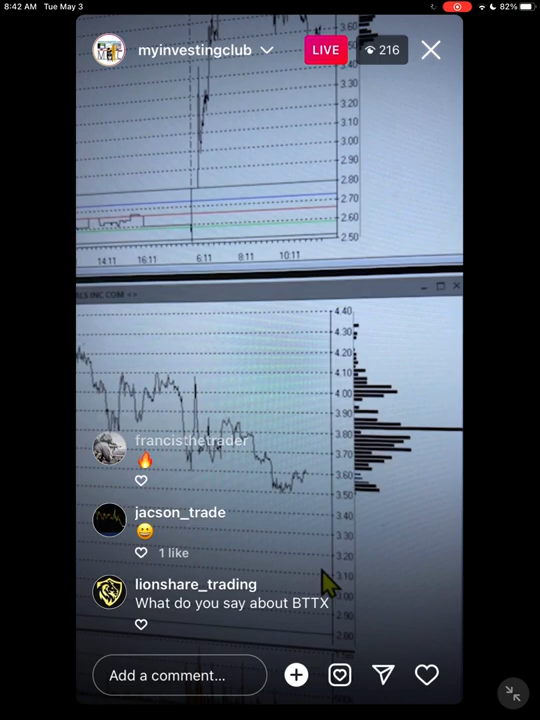 8:42 AM Tue May 3
82%
myinvestingclub
LIVE
216
3.60
3.40
3.30
3.20
3.10
3.00
2.90
2.80
2.70
2.60
2.50
14:11 16:11 6:11 8:11 10:11
ALS INC COM <>
4.40
4.30
4.20
4.10
4.00
3.90
3.80
3.70
3.60
3.50
3.40
3.30
3.20
3.10
3.00
francisthetrader
jacson_trade
1 like
lionshare_trading
What do you say about BTTX
Add a comment...